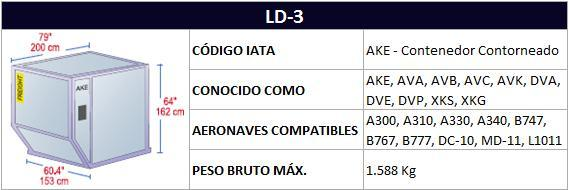 LD-3
79"
200 cm
FREIGHT
AKE
64"
162 cm
60.4"
153 cm
CÓDIGO IATA
AKE - Contenedor Contorneado
CONOCIDO COMO
AKE, AVA, AVB, AVC, AVK, DVA,
DVE, DVP, XKS, XKG
AERONAVES COMPATIBLES
A300, A310, A330, A340, B747,
B767, B777, DC-10, MD-11, L1011
PESO BRUTO MÁX.
1.588 Kg